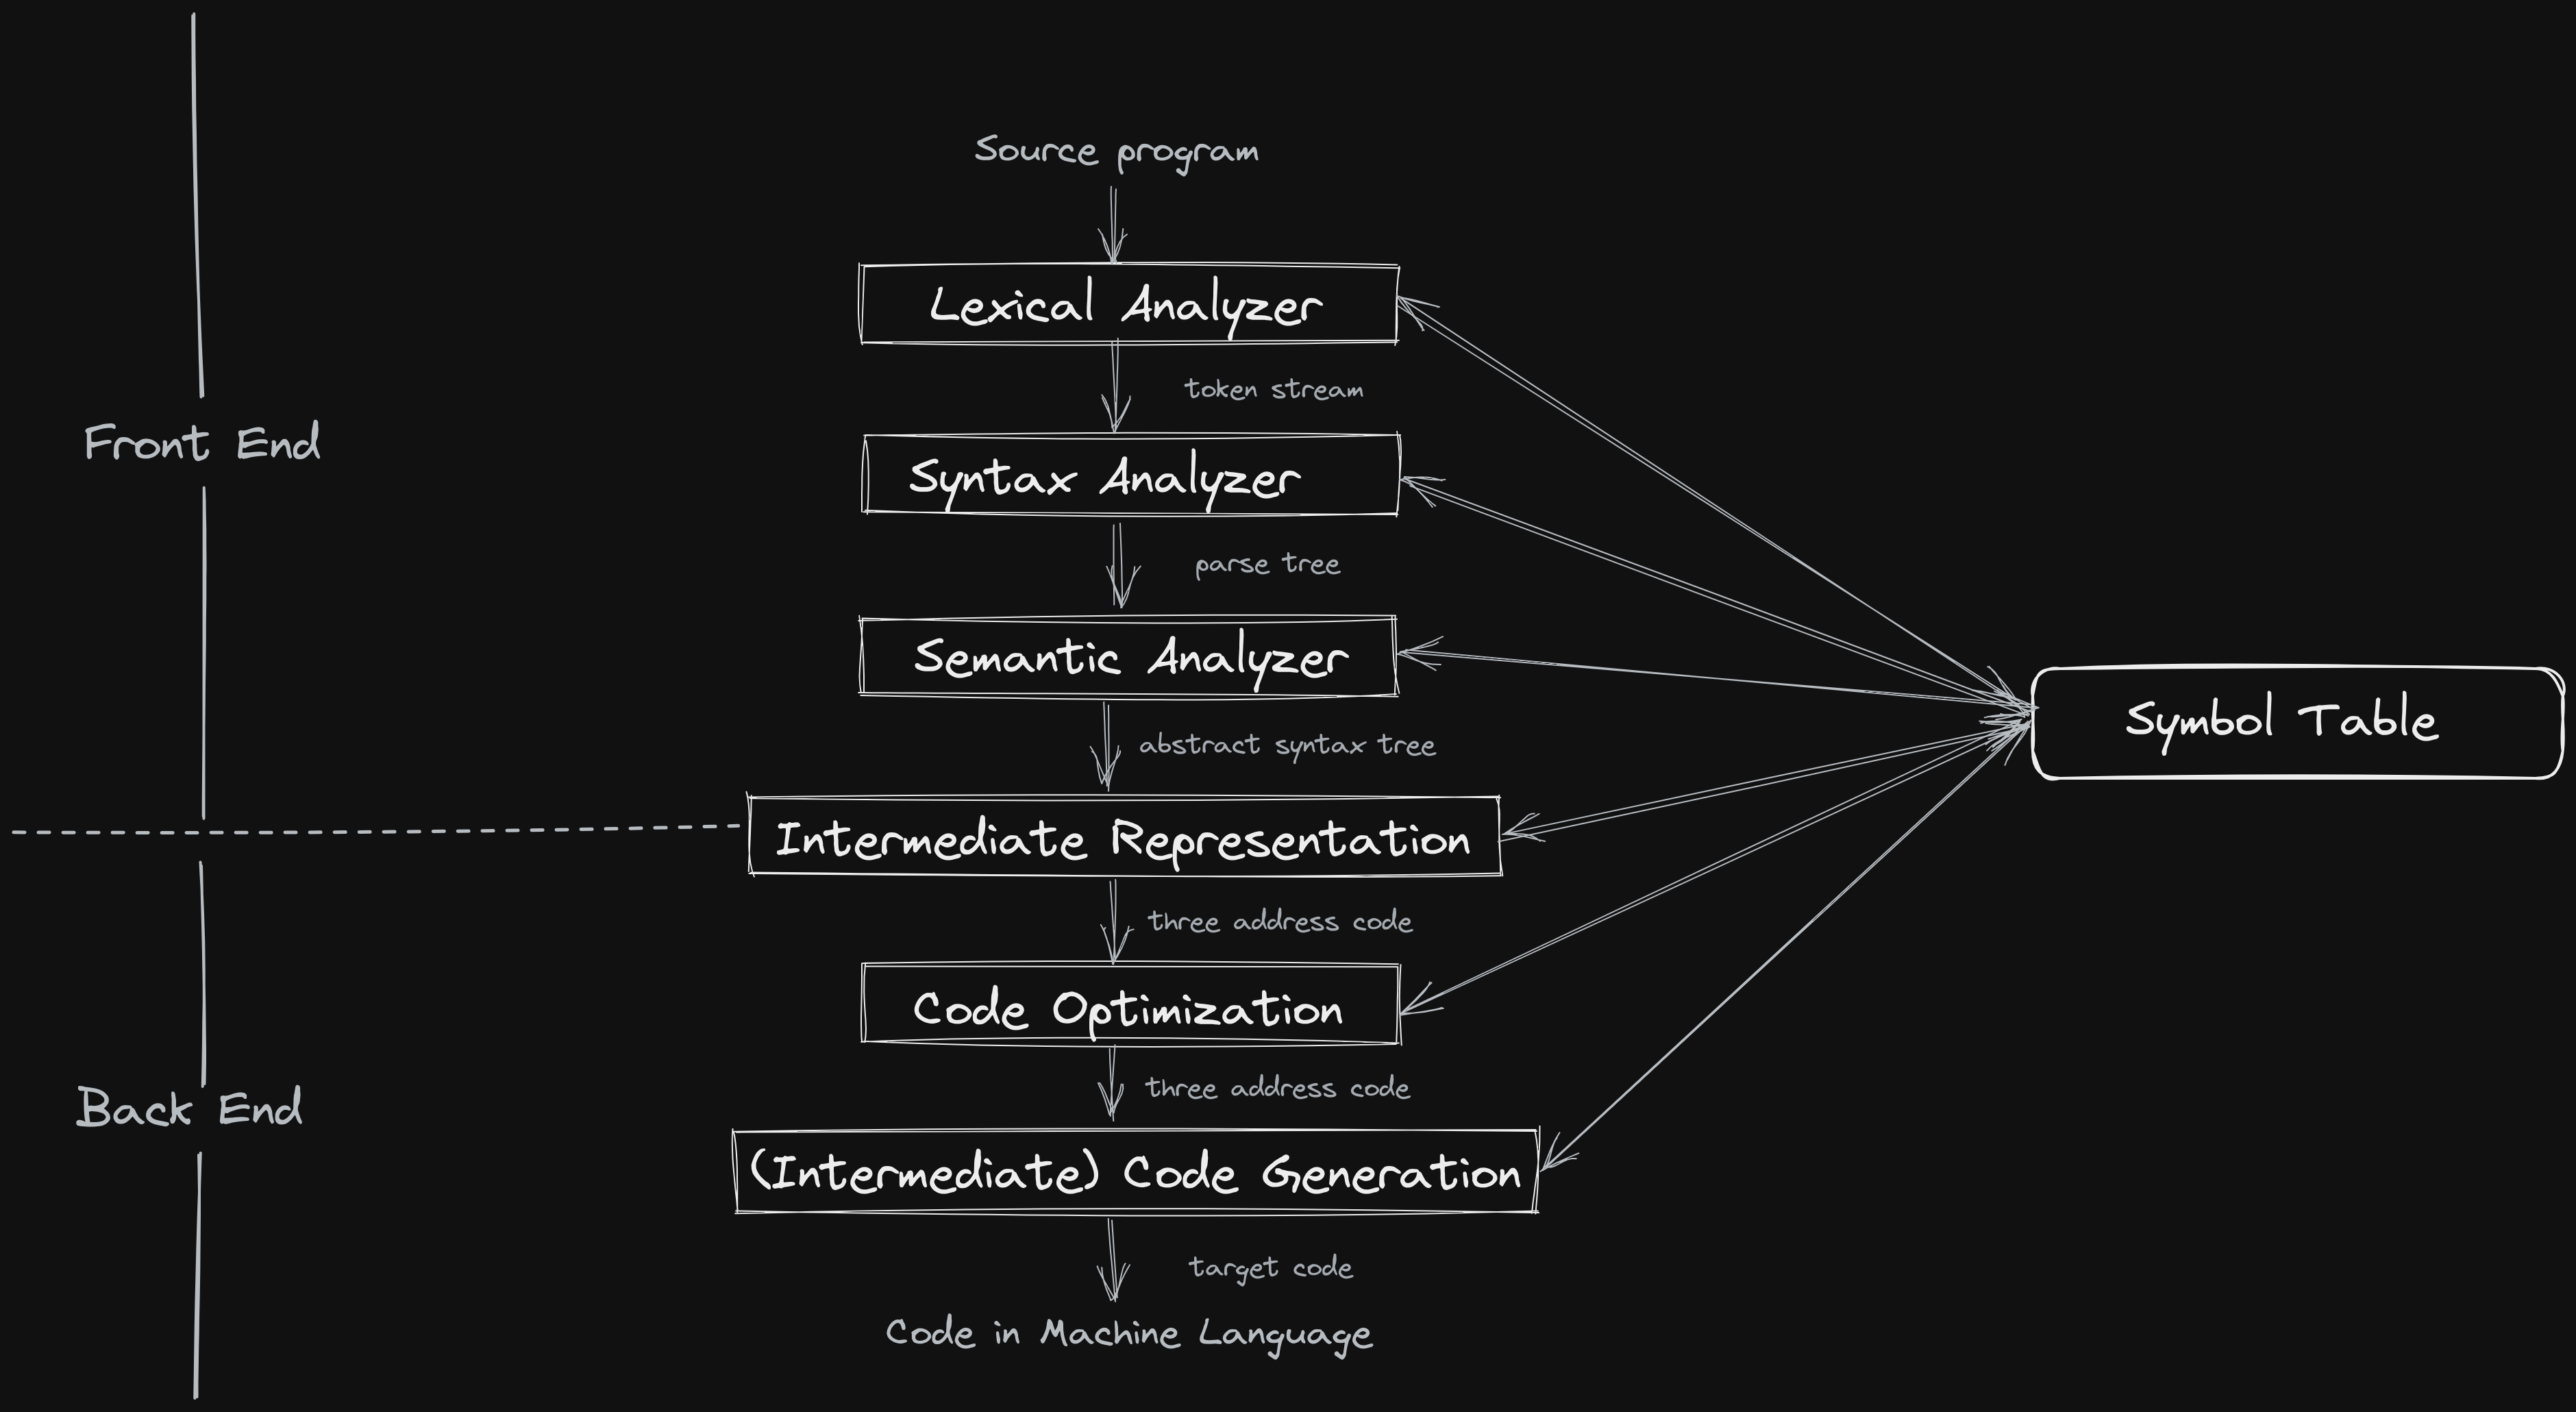 Source program
Lexical Analyzer
token stream
Front End
Syntax Analyzer
parse tree
Semantic Analyzer
Symbol Table
abstract syntax tree
Intermediate Representation
three address code
Code Optimization
three address code
Back End
(Intermediate) Code Generation
target code
Code in Machine Language